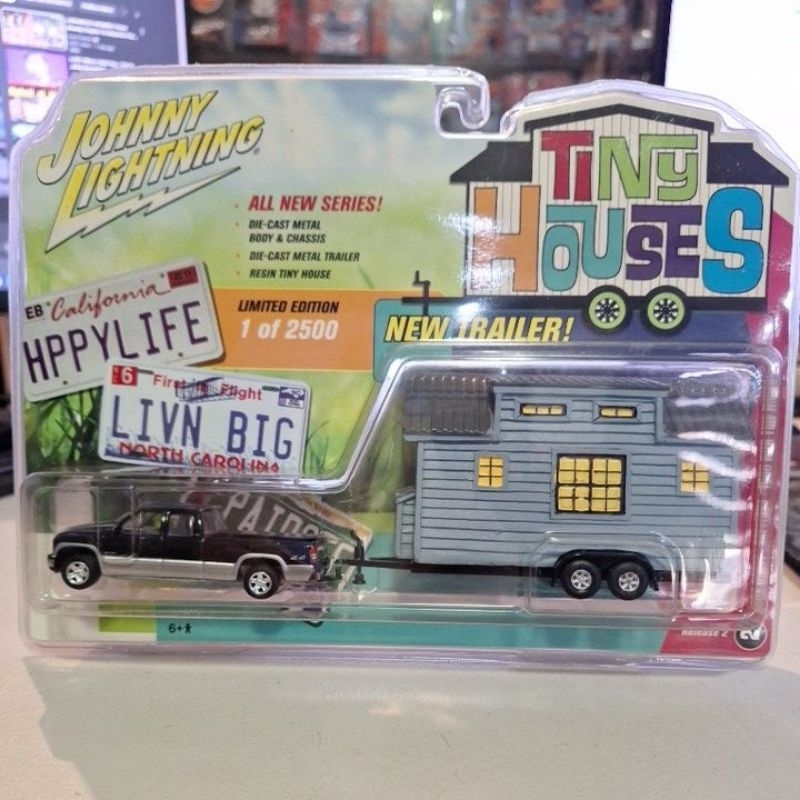 JOHNNY
LIGHTNING®
TINY
HOUSES
ALL NEW SERIES!
DIE-CAST METAL
BODY & CHASSIS
DIE-CAST METAL TRAILER
RESIN TINY HOUSE
LIMITED EDITION
1 of 2500
NEW TRAILER!
EB California
HPPYLIFE
6 First in Flight
LIVN BIG
NORTH CAROLINA
4x4
6+
Release 2